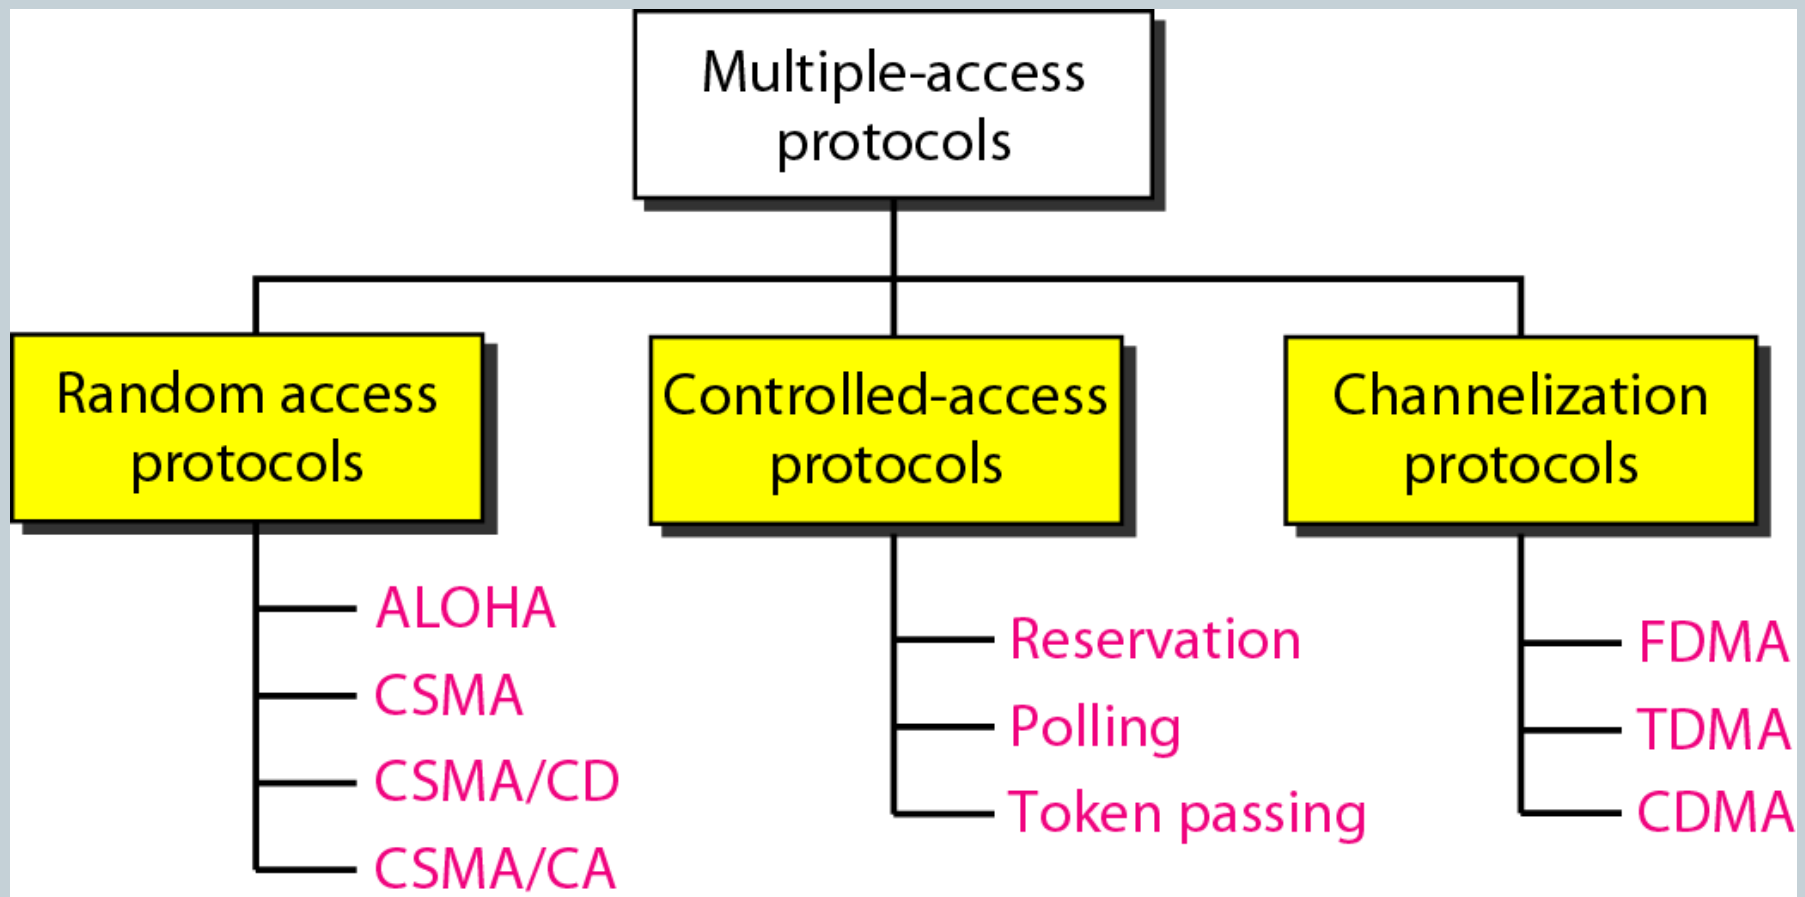 Multiple-access
protocols
Random access
protocols
Controlled-access
protocols
Channelization
protocols
ALOHA
CSMA
CSMA/CD
CSMA/CA
Reservation
Polling
Token passing
FDMA
TDMA
CDMA